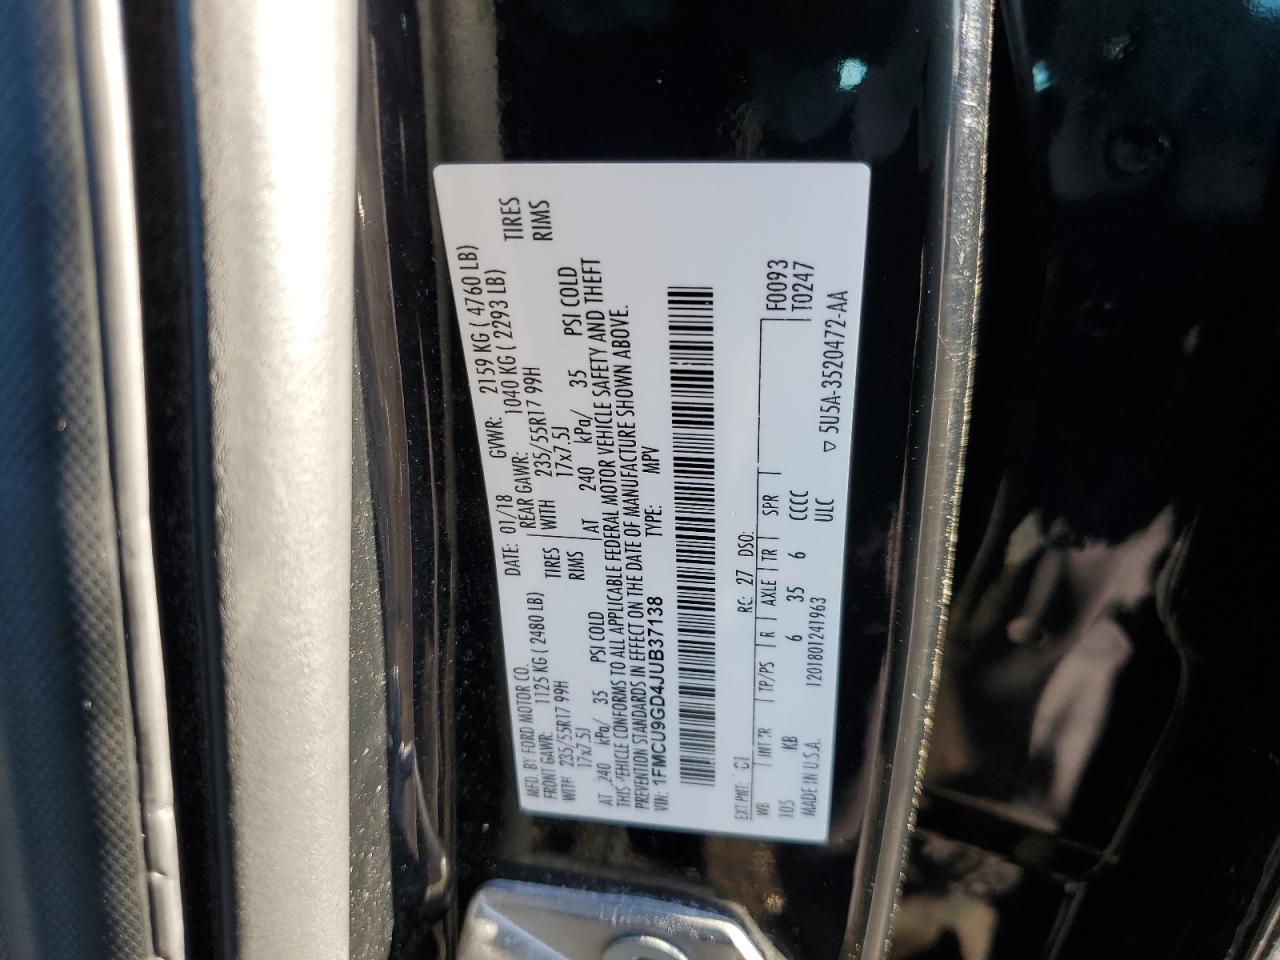 MFD. BY FORD MOTOR CO. DATE: 01/18 GVWR: 2159 KG ( 4760 LB)
FRONT GAWR: 1125 KG ( 2480 LB) REAR GAWR: 1040 KG ( 2293 LB)
WITH 235/55R17 99H TIRES WITH 235/55R17 99H TIRES
17x7.5J RIMS 17x7.5J RIMS
AT 240 kPa/ 35 PSI COLD AT 240 kPa/ 35 PSI COLD
THIS VEHICLE CONFORMS TO ALL APPLICABLE FEDERAL MOTOR VEHICLE SAFETY AND THEFT
PREVENTION STANDARDS IN EFFECT ON THE DATE OF MANUFACTURE SHOWN ABOVE.
VIN: 1FMCU9GD4JUB37138 TYPE: MPV
EXT PNT: G1 RC: 27 DSO: F0093
WB INT TR TP/PS R AXLE TR SPR T0247
105 KB 6 35 6 CCCC
MADE IN U.S.A. 1201801241963 ULC ▽ 5U5A-3520472-AA